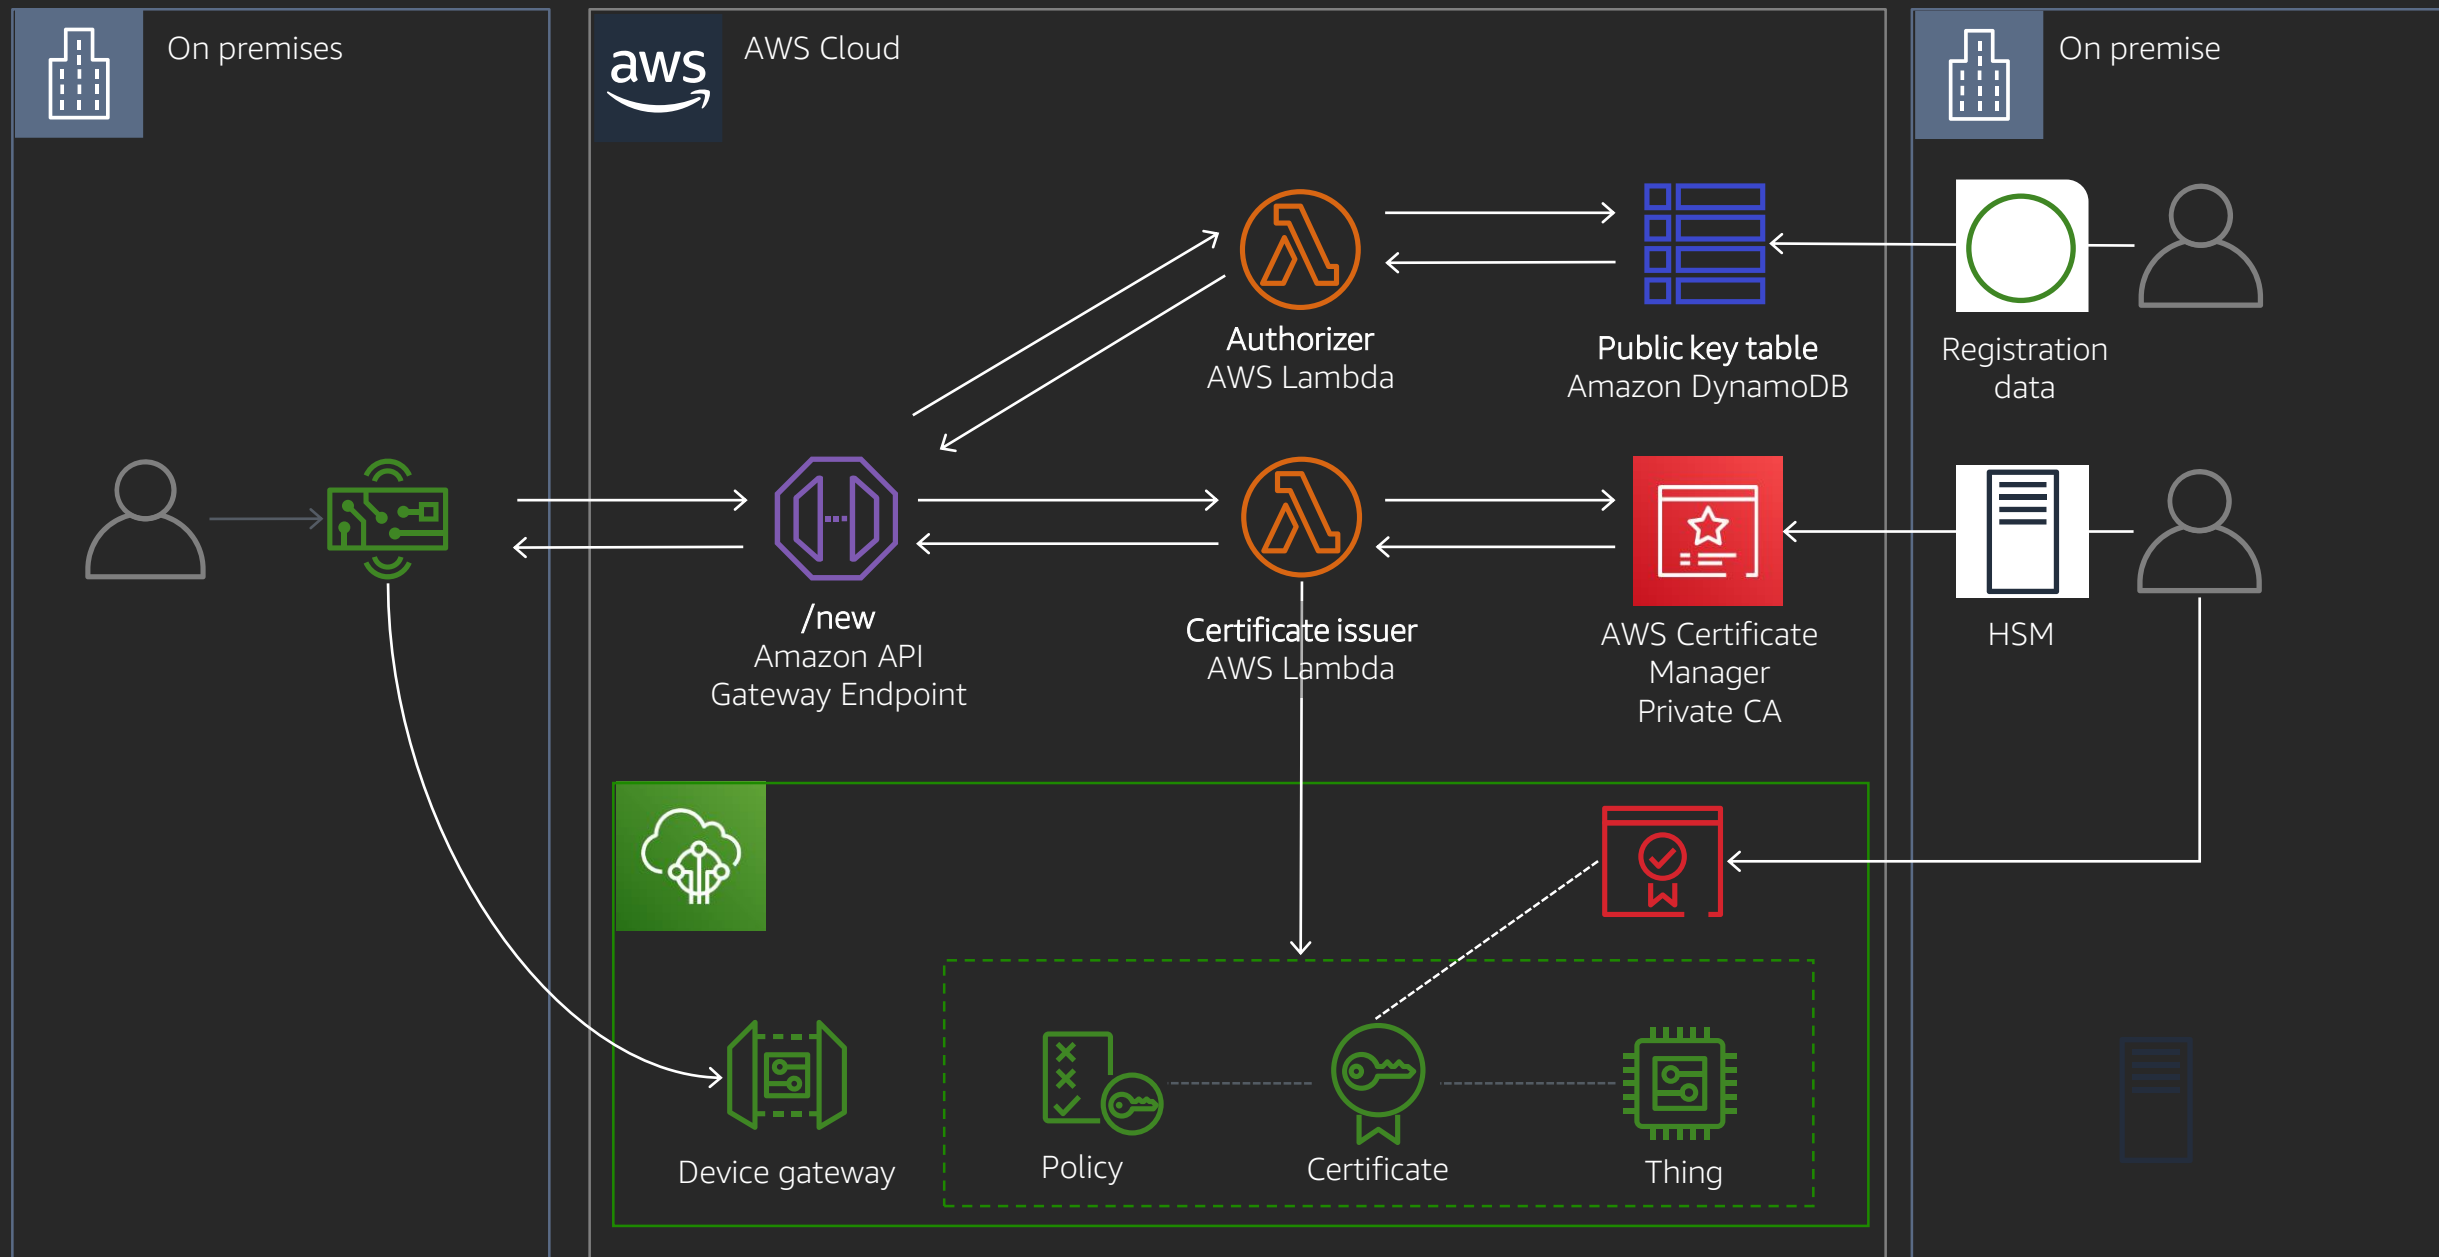 On premises
aws
AWS Cloud
On premise
Authorizer
AWS Lambda
Public key table
Amazon DynamoDB
Registration
data
/new
Amazon API
Gateway Endpoint
Certificate issuer
AWS Lambda
AWS Certificate
Manager
Private CA
HSM
Device gateway
Policy
Certificate
Thing